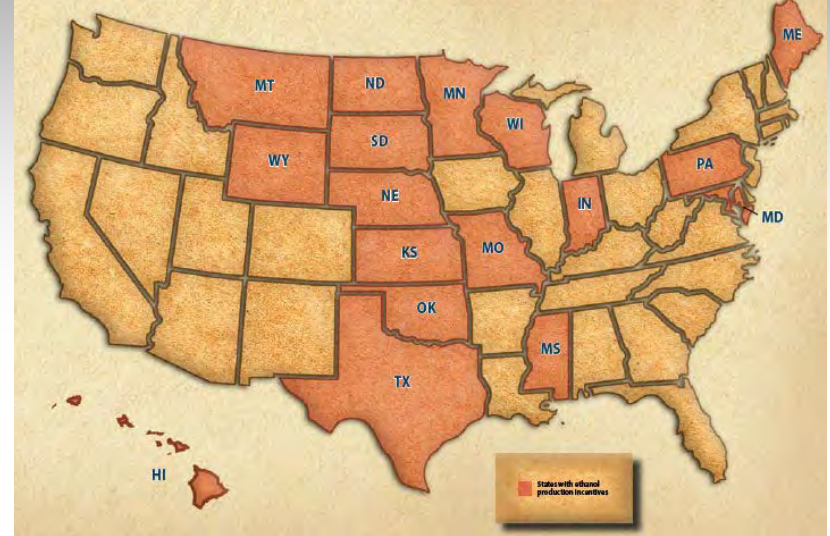 ME
MT
ND
MN
WI
SD
WY
PA
NE
IN
MD
KS
MO
OK
MS
TX
HI
States with ethanol
production incentives